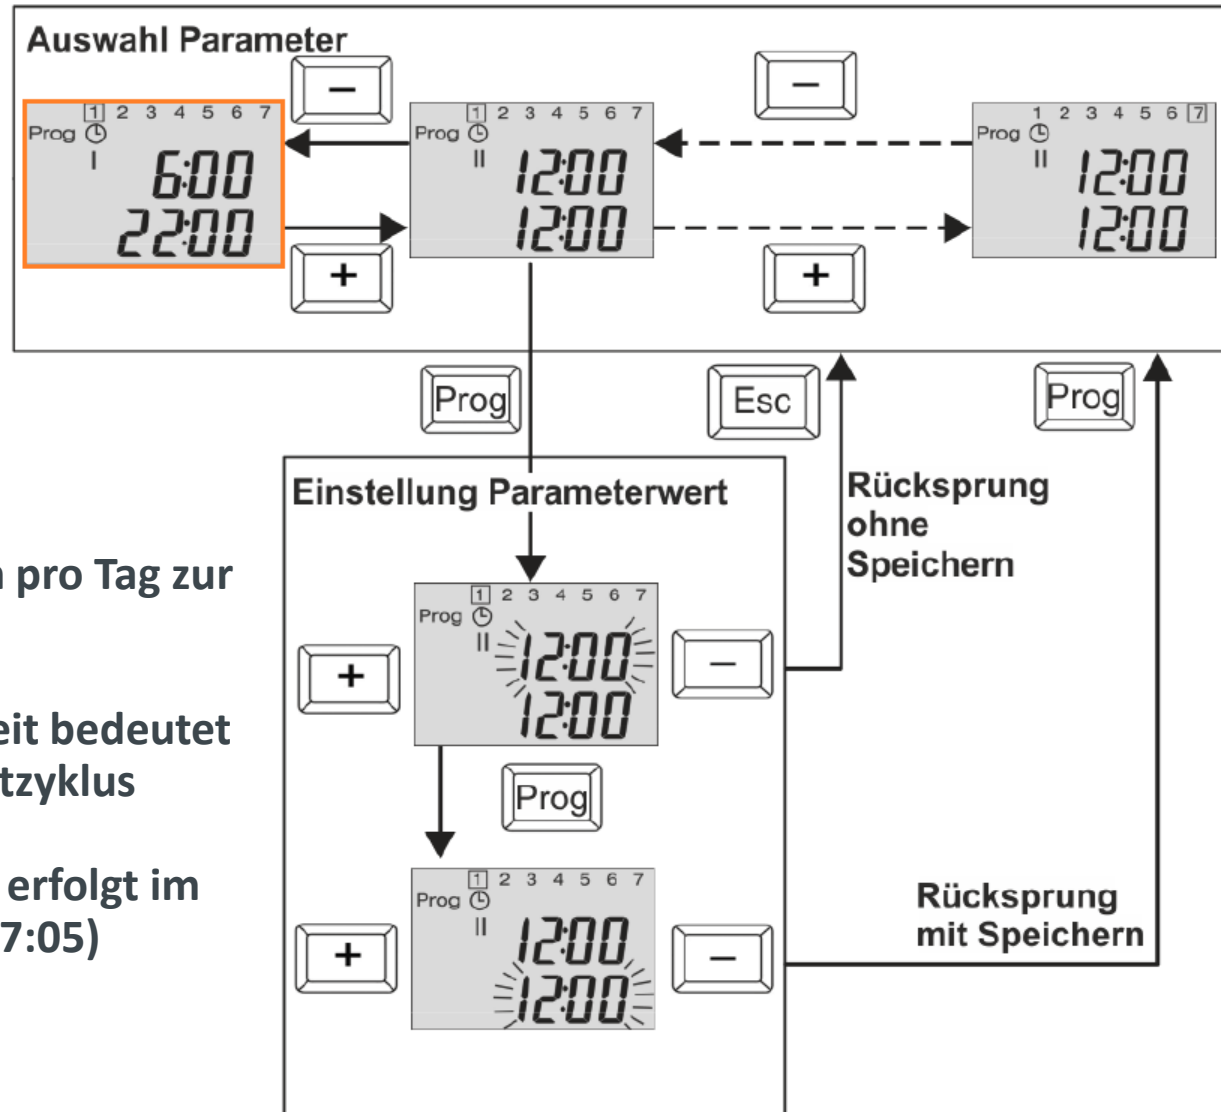 Auswahl Parameter
−
−
1 2 3 4 5 6 7
Prog
I
6:00
22:00
1 2 3 4 5 6 7
Prog
II
12:00
12:00
1 2 3 4 5 6 7
Prog
II
12:00
12:00
+
+
Prog
Esc
Prog
Einstellung Parameterwert
Rücksprung
ohne
Speichern
pro Tag zur
1 2 3 4 5 6 7
Prog
II
12:00
12:00
+
−
eit bedeutet
tzyklus
Prog
erfolgt im
7:05)
1 2 3 4 5 6 7
Prog
II
12:00
12:00
+
−
Rücksprung
mit Speichern